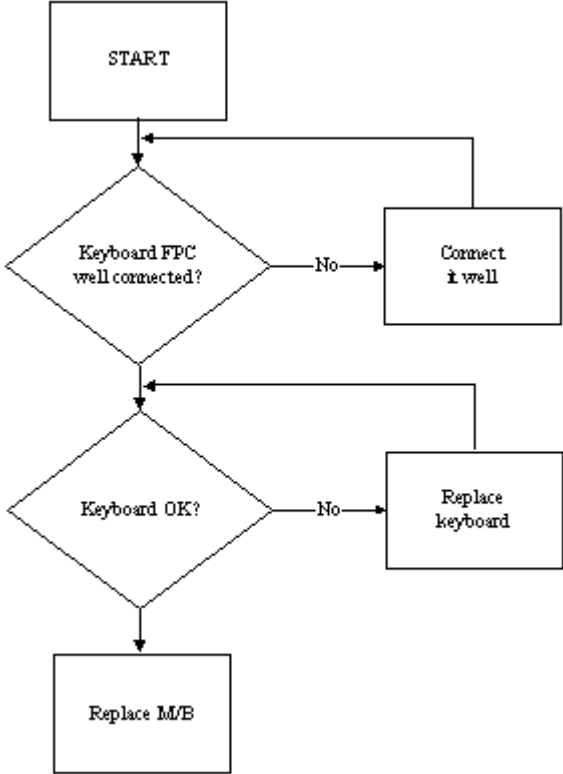 START
Keyboard FPC
well connected?
No
Connect
it well
Keyboard OK?
No
Replace
keyboard
Replace M/B